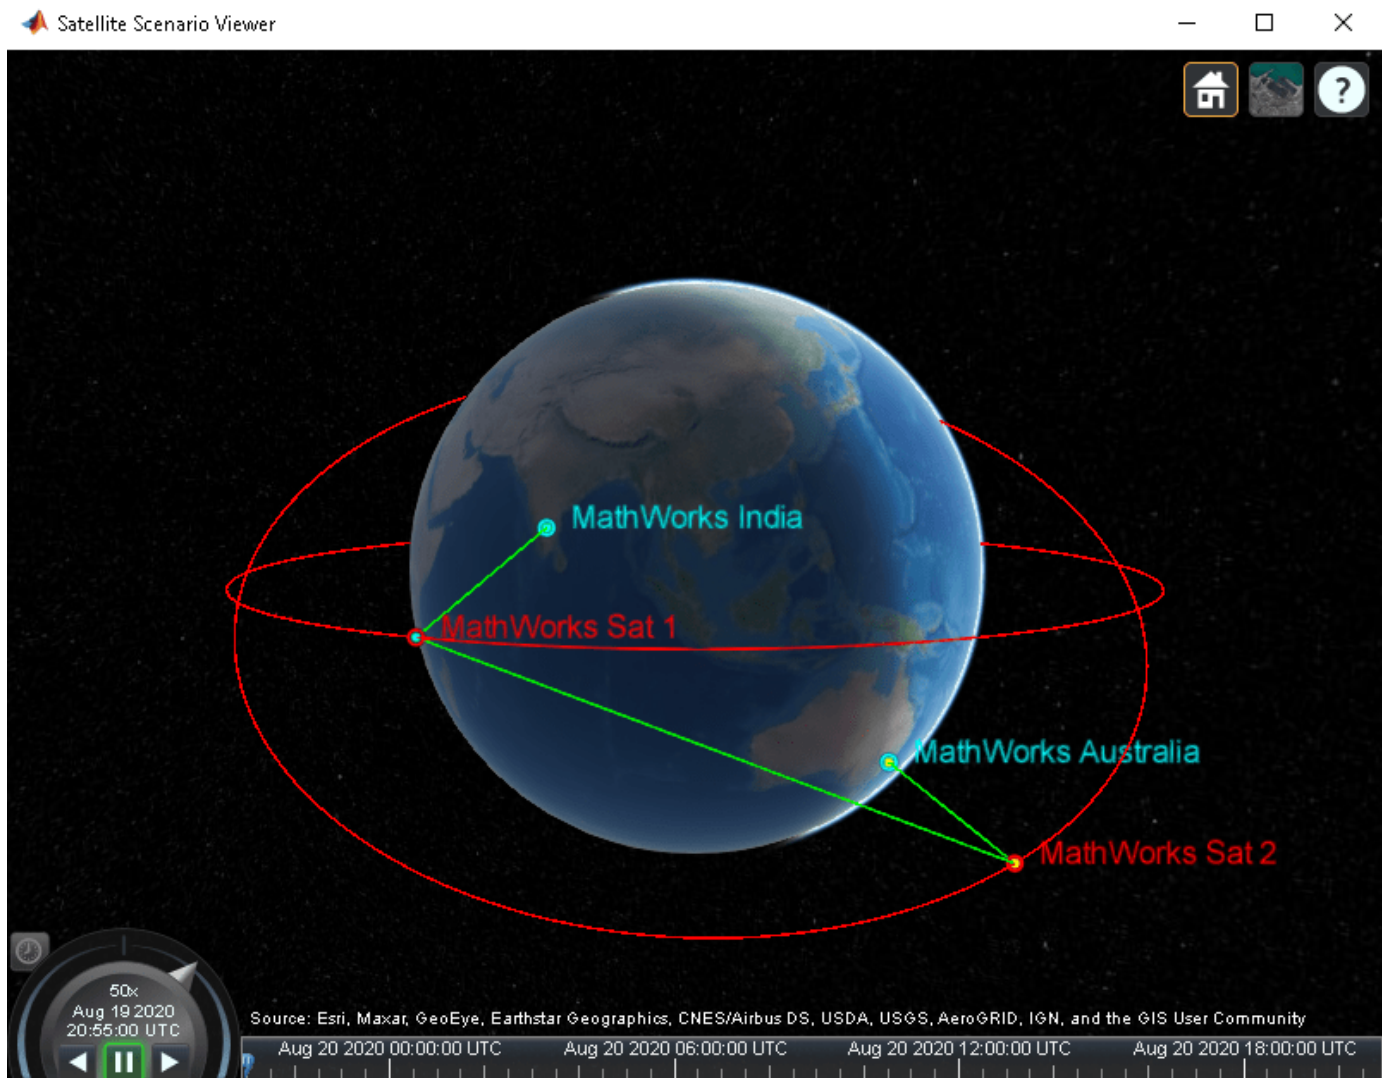 Satellite Scenario Viewer
?
MathWorks India
MathWorks Sat 1
MathWorks Australia
MathWorks Sat 2
50x
Aug 19 2020
20:55:00 UTC
Source: Esri, Maxar, GeoEye, Earthstar Geographics, CNES/Airbus DS, USDA, USGS, AeroGRID, IGN, and the GIS User Community
Aug 20 2020 00:00:00 UTC Aug 20 2020 06:00:00 UTC Aug 20 2020 12:00:00 UTC Aug 20 2020 18:00:00 UTC